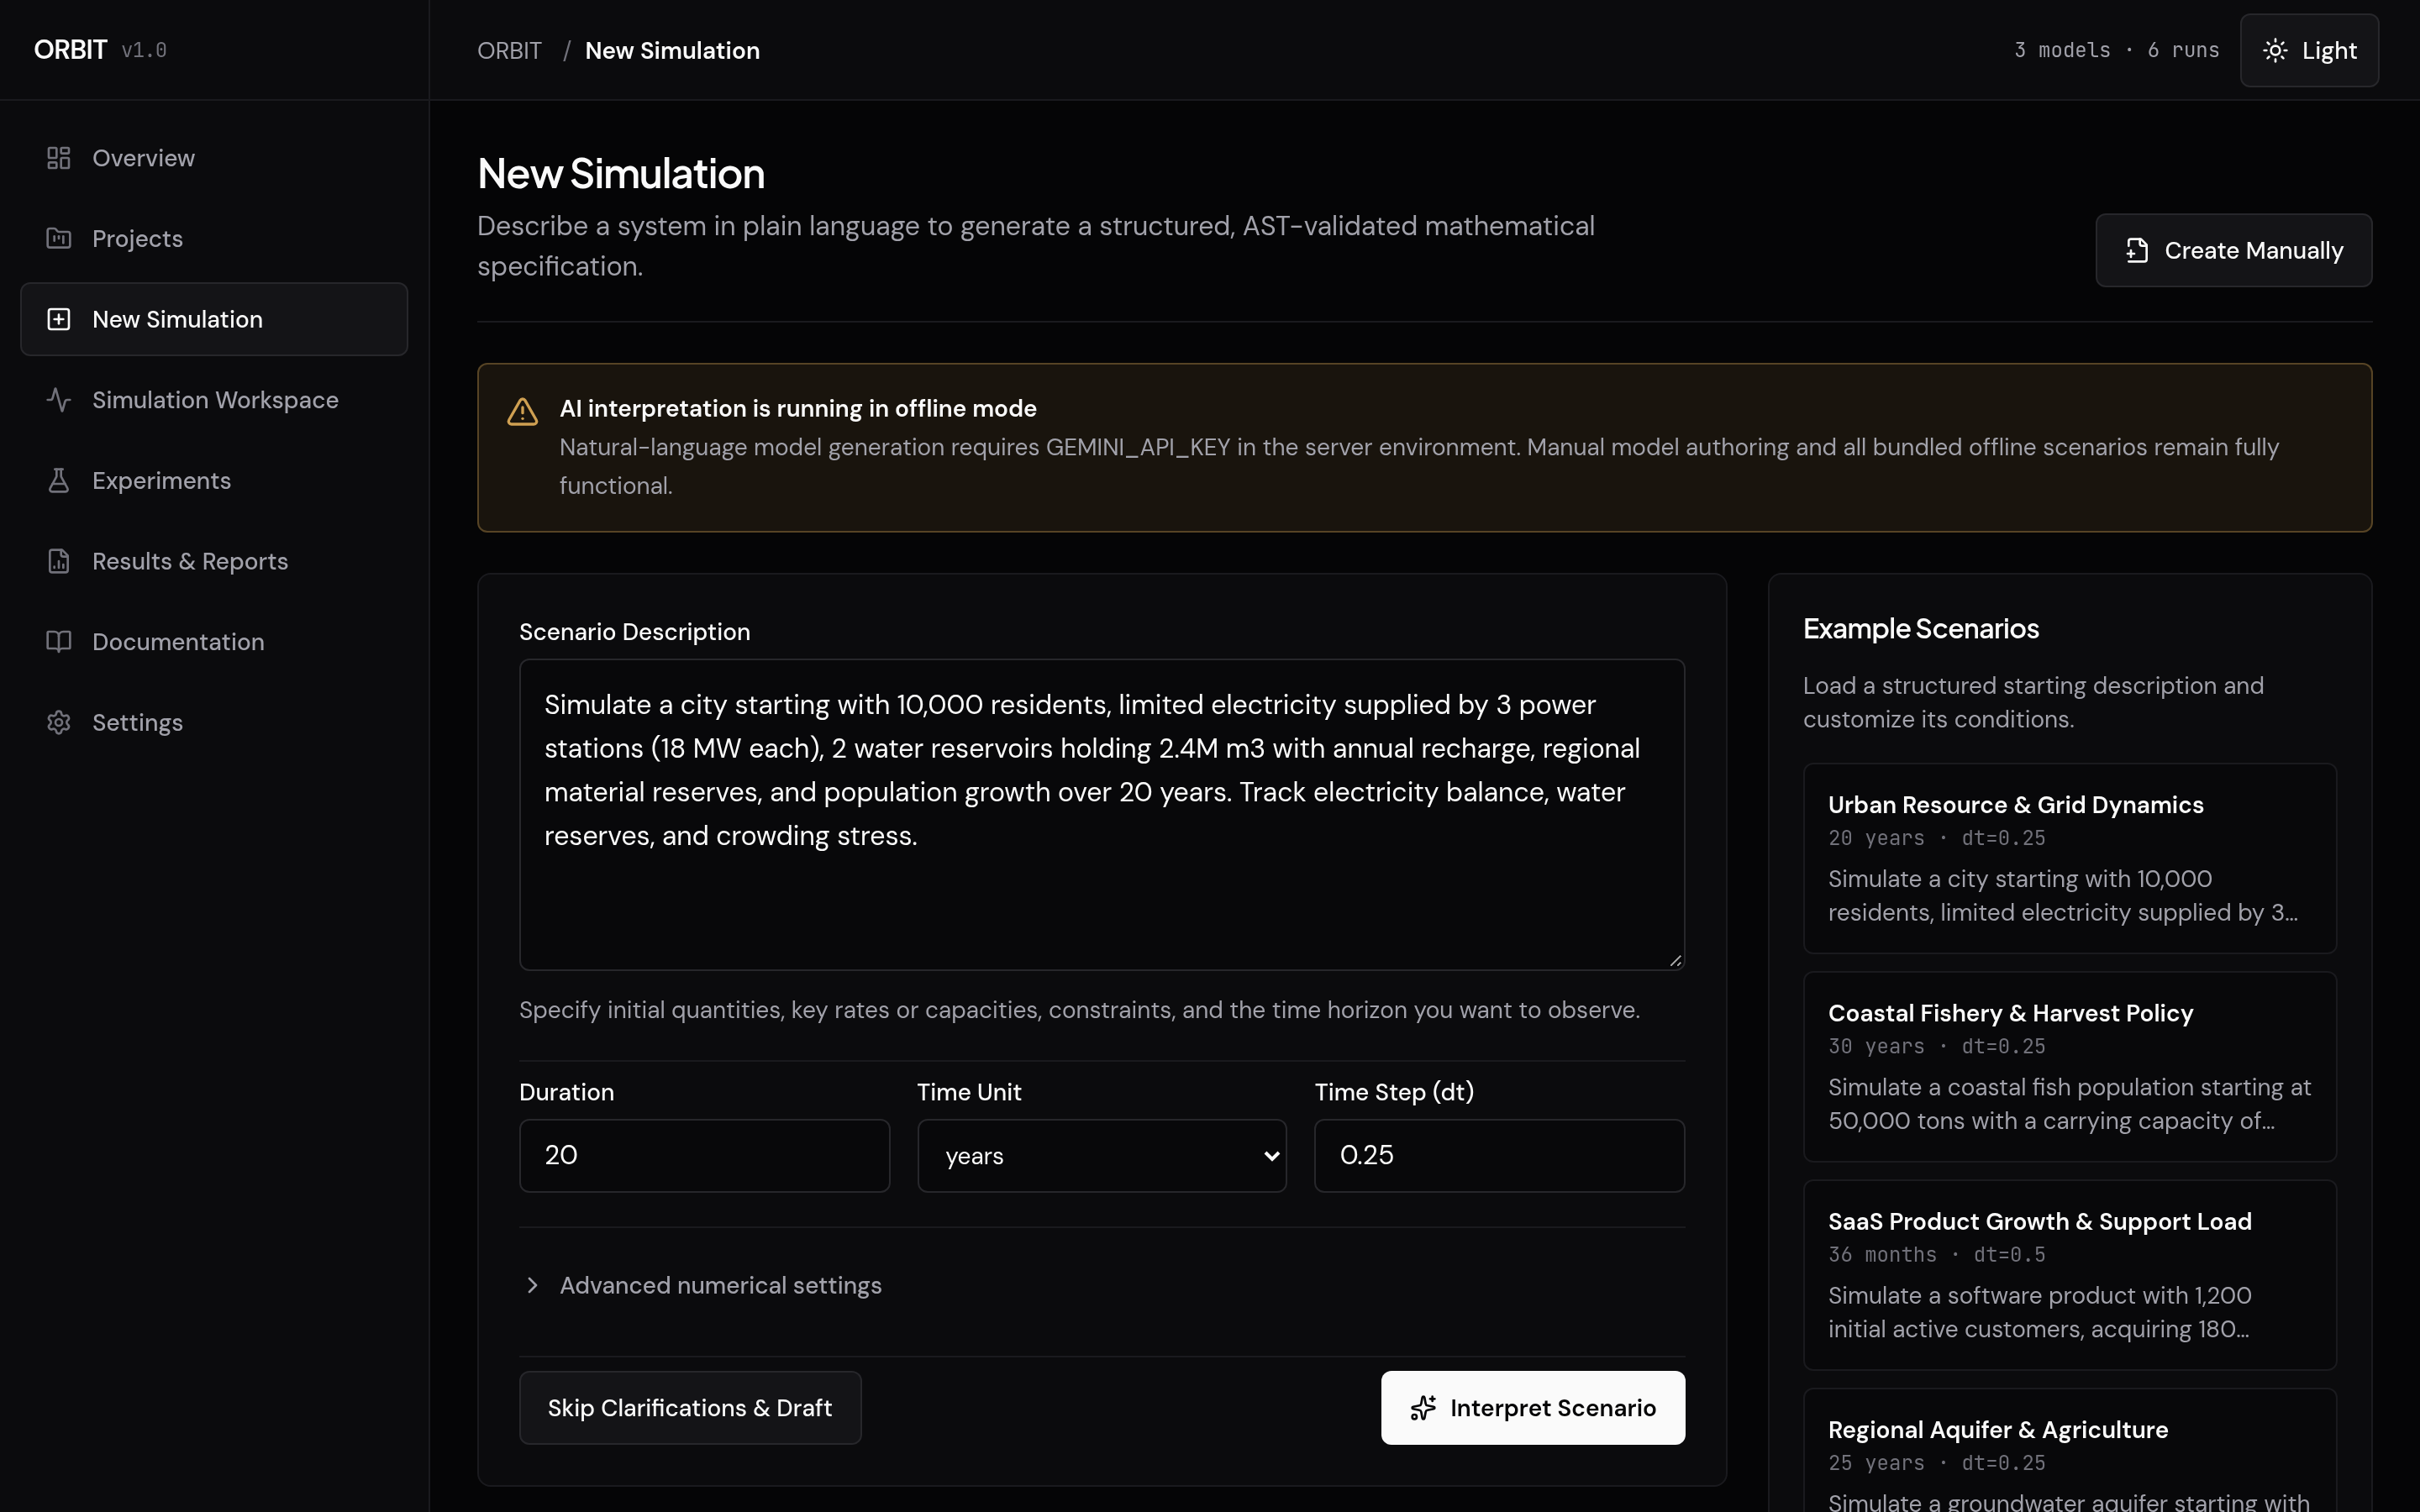 ORBIT v1.0
Overview
Projects
New Simulation
Simulation Workspace
Experiments
Results & Reports
Documentation
Settings
ORBIT / New Simulation
3 models · 6 runs
Light
New Simulation
Describe a system in plain language to generate a structured, AST-validated mathematical
specification.
Create Manually
AI interpretation is running in offline mode
Natural-language model generation requires GEMINI_API_KEY in the server environment. Manual model authoring and all bundled offline scenarios remain fully
functional.
Scenario Description
Simulate a city starting with 10,000 residents, limited electricity supplied by 3 power
stations (18 MW each), 2 water reservoirs holding 2.4M m3 with annual recharge, regional
material reserves, and population growth over 20 years. Track electricity balance, water
reserves, and crowding stress.
Specify initial quantities, key rates or capacities, constraints, and the time horizon you want to observe.
Duration
20
Time Unit
years
Time Step (dt)
0.25
Advanced numerical settings
Skip Clarifications & Draft
Interpret Scenario
Example Scenarios
Load a structured starting description and
customize its conditions.
Urban Resource & Grid Dynamics
20 years · dt=0.25
Simulate a city starting with 10,000
residents, limited electricity supplied by 3...
Coastal Fishery & Harvest Policy
30 years · dt=0.25
Simulate a coastal fish population starting at
50,000 tons with a carrying capacity of...
SaaS Product Growth & Support Load
36 months · dt=0.5
Simulate a software product with 1,200
initial active customers, acquiring 180...
Regional Aquifer & Agriculture
25 years · dt=0.25
Simulate a groundwater aquifer starting with